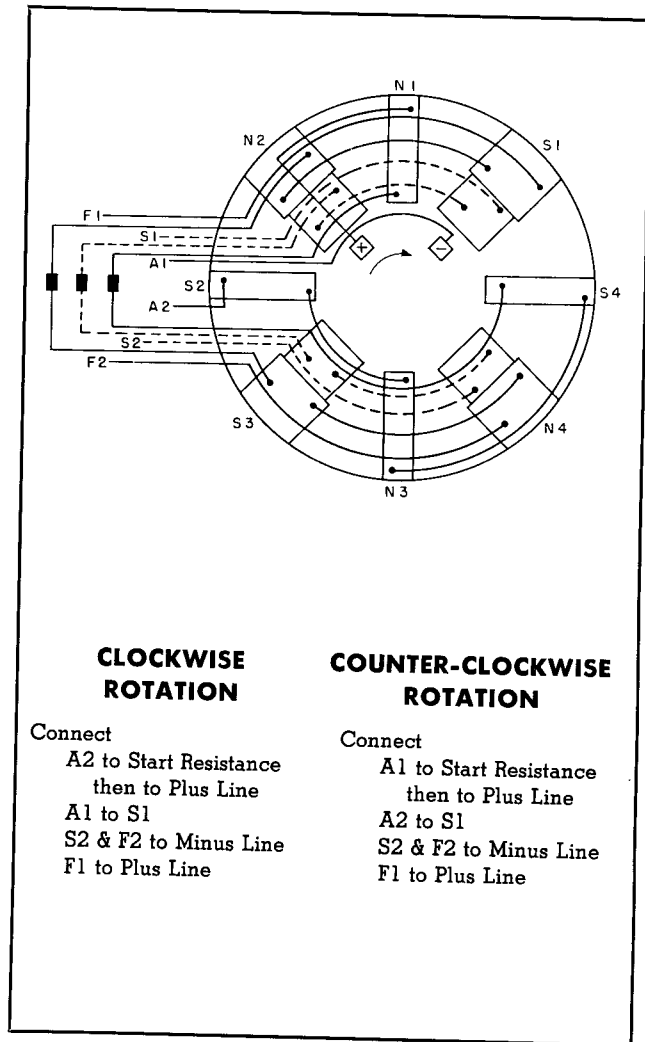 N1
N2
S1
F1
S1
A1
+
−
S2
S4
A2
S2
F2
S3
N4
N3
CLOCKWISE
ROTATION
Connect
A2 to Start Resistance
then to Plus Line
A1 to S1
S2 & F2 to Minus Line
F1 to Plus Line
COUNTER-CLOCKWISE
ROTATION
Connect
A1 to Start Resistance
then to Plus Line
A2 to S1
S2 & F2 to Minus Line
F1 to Plus Line